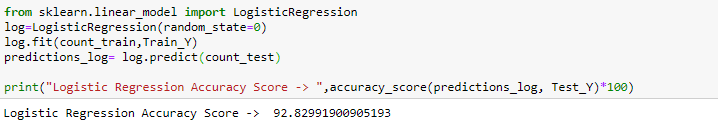 from sklearn.linear_model import LogisticRegression
log=LogisticRegression(random_state=0)
log.fit(count_train,Train_Y)
predictions_log= log.predict(count_test)
print("Logistic Regression Accuracy Score -> ",accuracy_score(predictions_log, Test_Y)*100)
Logistic Regression Accuracy Score ->  92.82991900905193